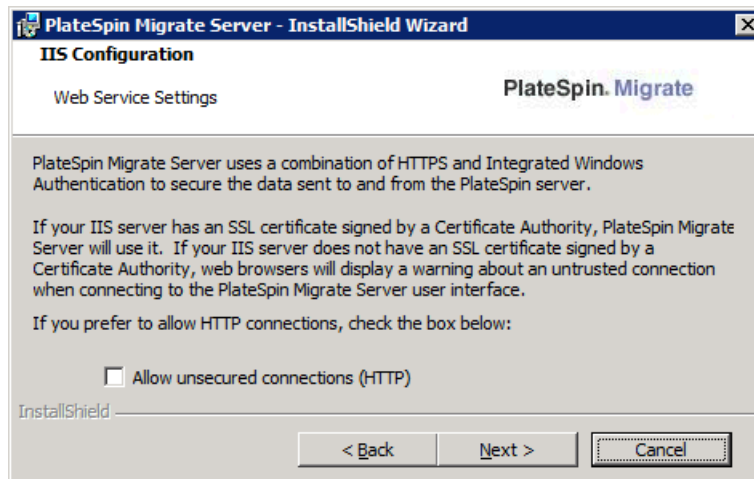 PlateSpin Migrate Server - InstallShield Wizard
IIS Configuration
Web Service Settings
PlateSpin. Migrate
PlateSpin Migrate Server uses a combination of HTTPS and Integrated Windows
Authentication to secure the data sent to and from the PlateSpin server.
If your IIS server has an SSL certificate signed by a Certificate Authority, PlateSpin Migrate
Server will use it.  If your IIS server does not have an SSL certificate signed by a
Certificate Authority, web browsers will display a warning about an untrusted connection
when connecting to the PlateSpin Migrate Server user interface.
If you prefer to allow HTTP connections, check the box below:
Allow unsecured connections (HTTP)
InstallShield
< Back
Next >
Cancel